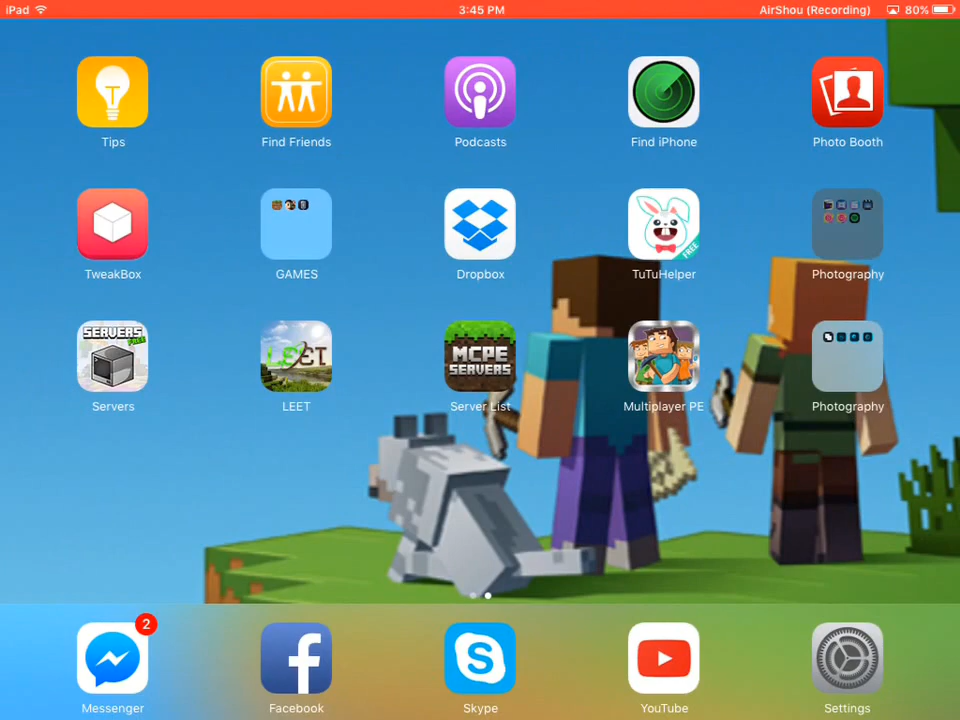 iPad 3:45 PM AirShou (Recording) 80%
Tips Find Friends Podcasts Find iPhone Photo Booth
FREE
TweakBox GAMES Dropbox TuTuHelper Photography
SERVERS
FREE
LEET
MCPE
SERVERS
Servers LEET Server List Multiplayer PE Photography
2
Messenger Facebook Skype YouTube Settings